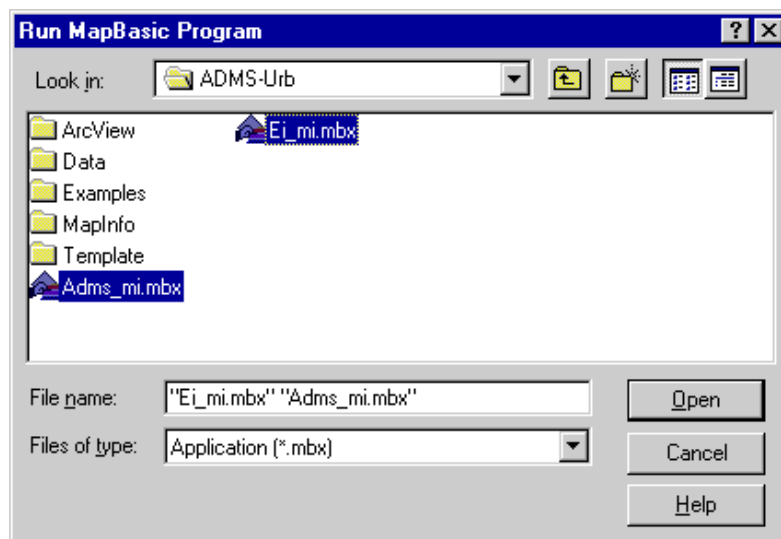 Run MapBasic Program
Look in: ADMS-Urb
ArcView Ei_mi.mbx
Data
Examples
MapInfo
Template
Adms_mi.mbx
File name: "Ei_mi.mbx" "Adms_mi.mbx" Open
Files of type: Application (*.mbx) Cancel
Help